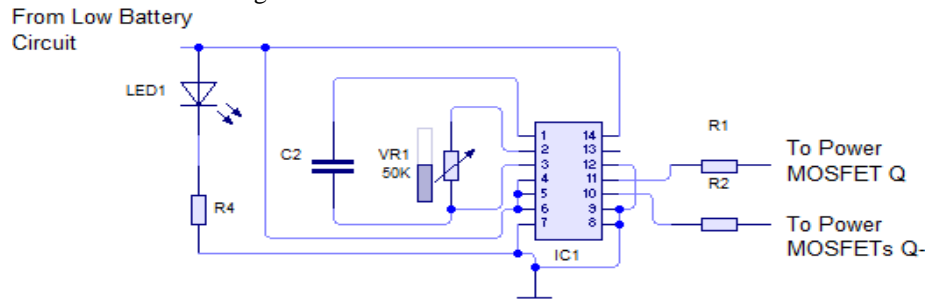 From Low Battery
Circuit
LED1
R4
C2
VR1
50K
1
2
3
4
5
6
7
14
13
12
11
10
9
8
IC1
R1
R2
To Power
MOSFET Q
To Power
MOSFETs Q-